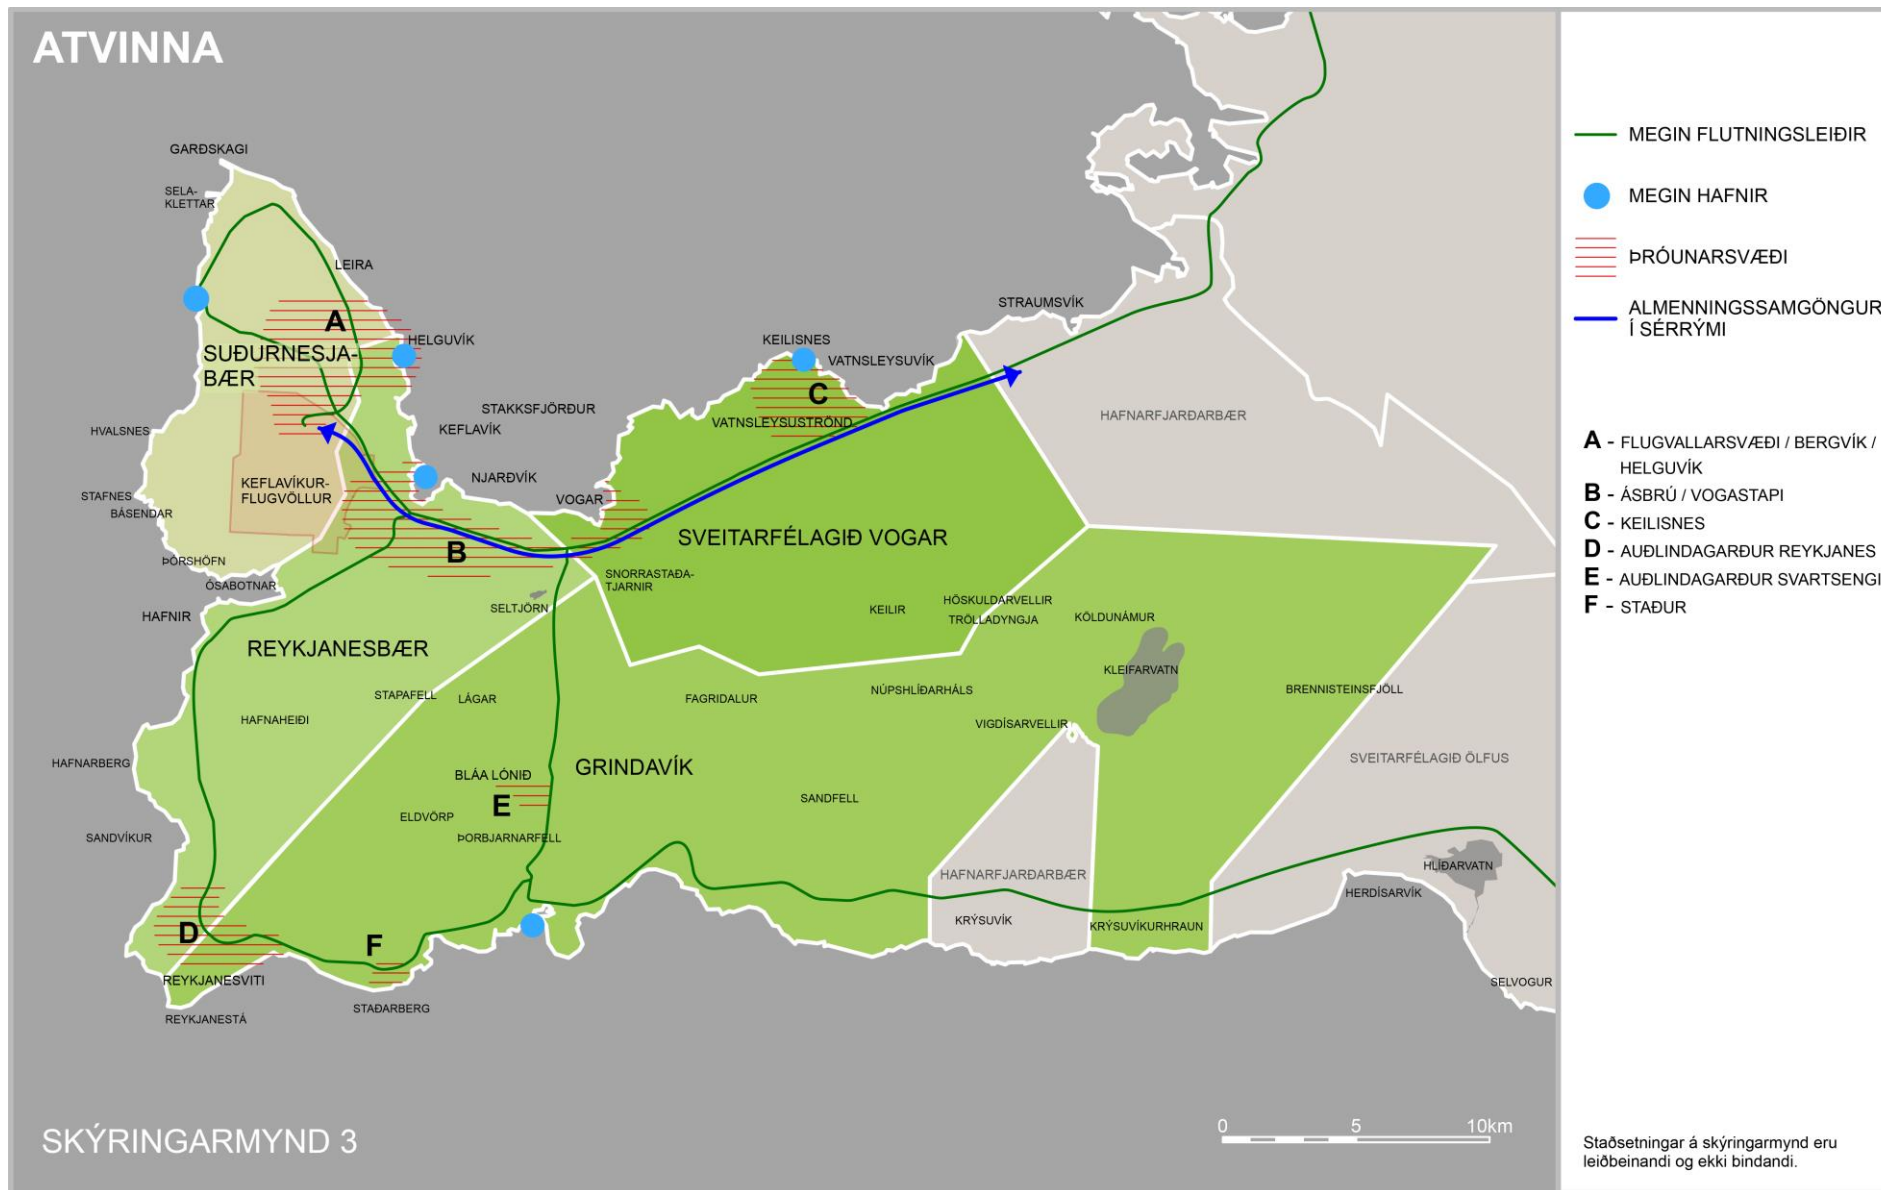 ATVINNA
GARÐSKAGI
SELA-
KLETTAR
LEIRA
A
HELGUVÍK
SUÐURNESJA-
BÆR
STRAUMSVÍK
KEILISNES
VATNSLEYSUVÍK
C
STAKKSFJÖRÐUR
VATNSLEYSUSTRÖND
HAFNARFJARÐARBÆR
HVALSNES
KEFLAVÍK
KEFLAVÍKUR-
FLUGVÖLLUR
NJARÐVÍK
VOGAR
STAFNES
BÁSENDAR
SVEITARFÉLAGIÐ VOGAR
B
ÞÓRSHÖFN
ÓSABOTNAR
SNORRASTAÐA-
TJARNIR
SELTJÖRN
KEILIR
HÖSKULDARVELLIR
TRÖLLADYNGJA
KÖLDUNÁMUR
HAFNIR
REYKJANESBÆR
KLEIFARVATN
STAPAFELL
LÁGAR
FAGRIDALUR
NÚPSHLÍÐARHÁLS
BRENNISTEINSFJÖLL
HAFNAHEIÐI
VIGDÍSARVELLIR
HAFNARBERG
BLÁA LÓNIÐ
GRINDAVÍK
SVEITARFÉLAGIÐ ÖLFUS
E
SANDFELL
ELDVÖRP
SANDVÍKUR
ÞORBJARNARFELL
HAFNARFJARÐARBÆR
HLÍÐARVATN
HERDÍSARVÍK
KRÝSUVÍK
KRÝSUVÍKURHRAUN
D
F
REYKJANESVITI
SELVOGUR
STAÐARBERG
REYKJANESTÁ
SKÝRINGARMYND 3
0 5 10km
MEGIN FLUTNINGSLEIÐIR
MEGIN HAFNIR
ÞRÓUNARSVÆÐI
ALMENNINGSSAMGÖNGUR
Í SÉRRÝMI
A - FLUGVALLARSVÆÐI / BERGVÍK /
HELGUVÍK
B - ÁSBRÚ / VOGASTAPI
C - KEILISNES
D - AUÐLINDAGARÐUR REYKJANES
E - AUÐLINDAGARÐUR SVARTSENGI
F - STAÐUR
Staðsetningar á skýringarmynd eru
leiðbeinandi og ekki bindandi.